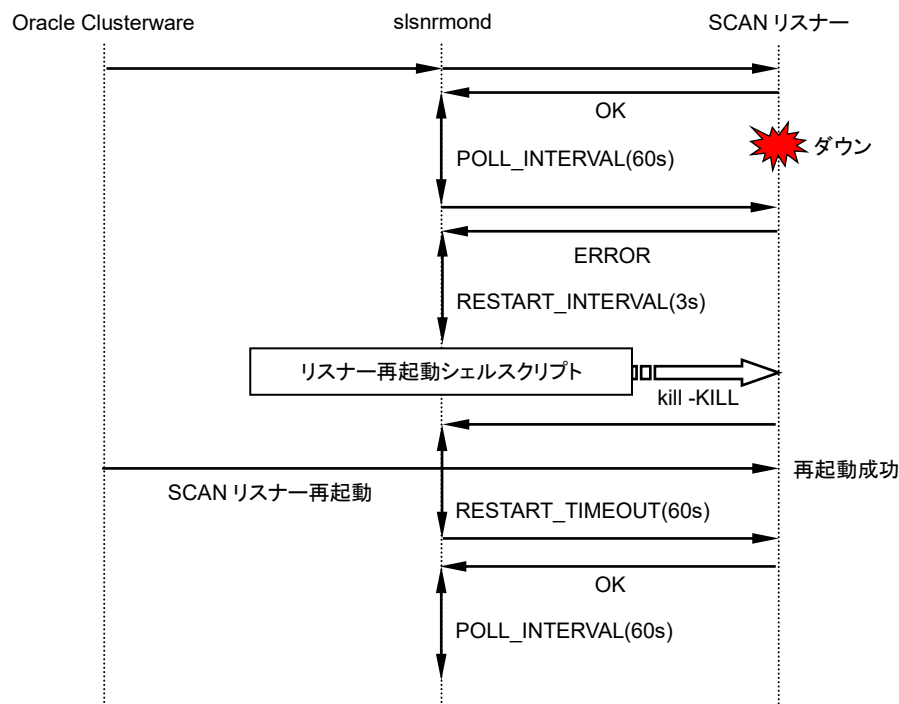 Oracle Clusterware
slsnrmond
SCAN リスナー
OK
ダウン
POLL_INTERVAL(60s)
ERROR
RESTART_INTERVAL(3s)
リスナー再起動シェルスクリプト
kill -KILL
再起動成功
SCAN リスナー再起動
RESTART_TIMEOUT(60s)
OK
POLL_INTERVAL(60s)